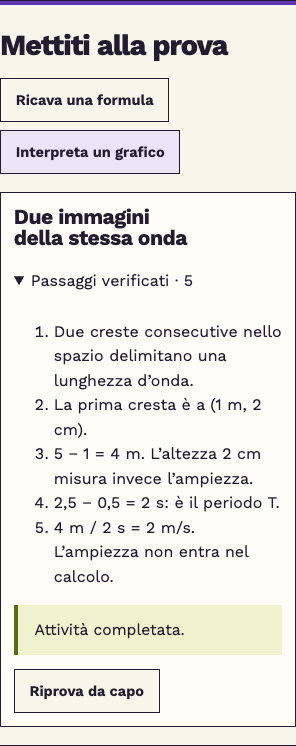 Mettiti alla prova
Ricava una formula
Interpreta un grafico
Due immagini
della stessa onda
▼ Passaggi verificati · 5
1. Due creste consecutive nello
spazio delimitano una
lunghezza d’onda.
2. La prima cresta è a (1 m, 2
cm).
3. 5 − 1 = 4 m. L’altezza 2 cm
misura invece l’ampiezza.
4. 2,5 − 0,5 = 2 s: è il periodo T.
5. 4 m / 2 s = 2 m/s.
L’ampiezza non entra nel
calcolo.
Attività completata.
Riprova da capo